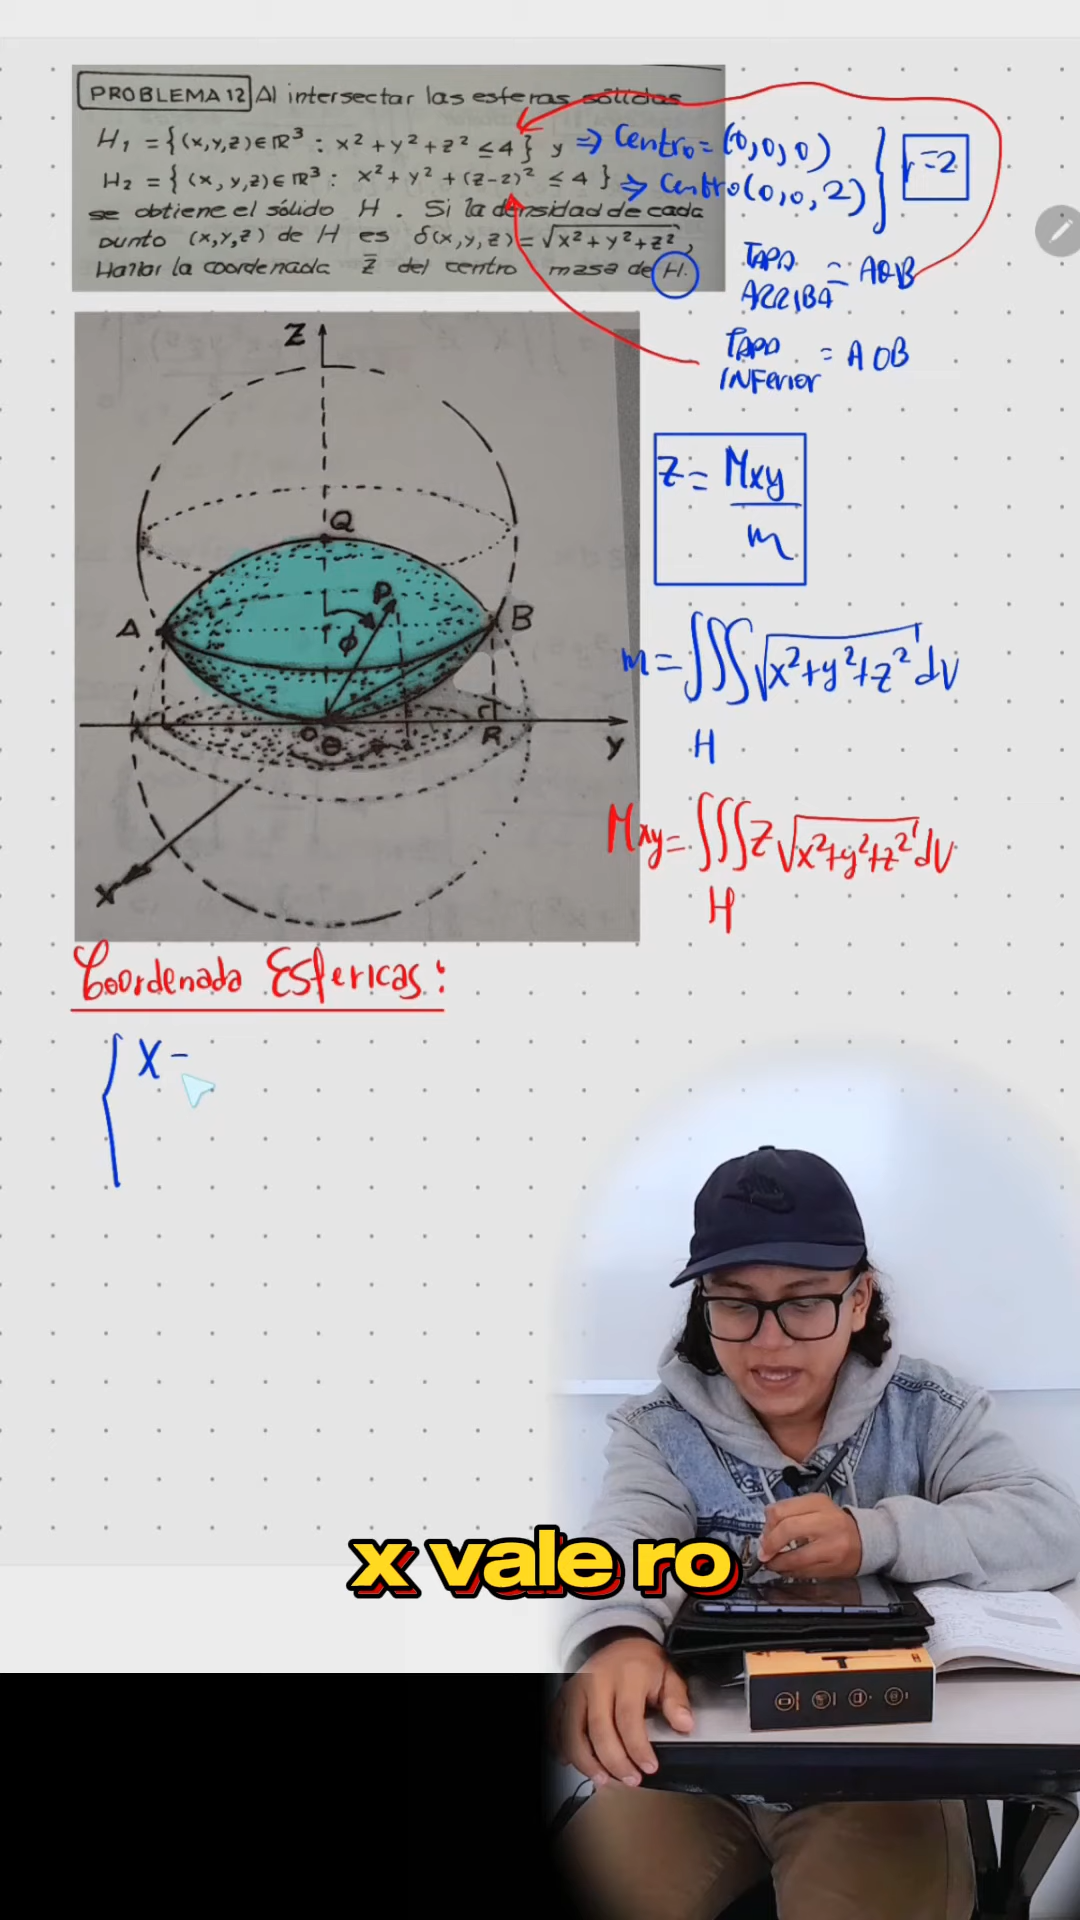 PROBLEMA 12 Al intersectar las esferas sólidas
H₁ = {(x,y,z) ∈ ℝ³ : x² + y² + z² ≤ 4 } y ⇒ Centro = (0,0,0)
H₂ = { (x, y, z) ∈ ℝ³ : x² + y² + (z-2)² ≤ 4 } ⇒ Centro (0,0,2) } r = 2
se obtiene el sólido H. Si la densidad de cada
punto (x,y,z) de H es δ(x,y,z) = √x² + y² + z² ,
Hallar la coordenada z̄ del centro masa de H.
TAPA ARRIBA = AQB
TAPA INFERIOR = AOB
Z
Q
P
A
B
φ
O
θ
r
R
y
X
Z = Mxy / m
m = ∭ √x²+y²+z² dV
H
Mxy = ∭ z √x²+y²+z² dV
H
Coordenada Esfericas:
{ X =
x vale ro